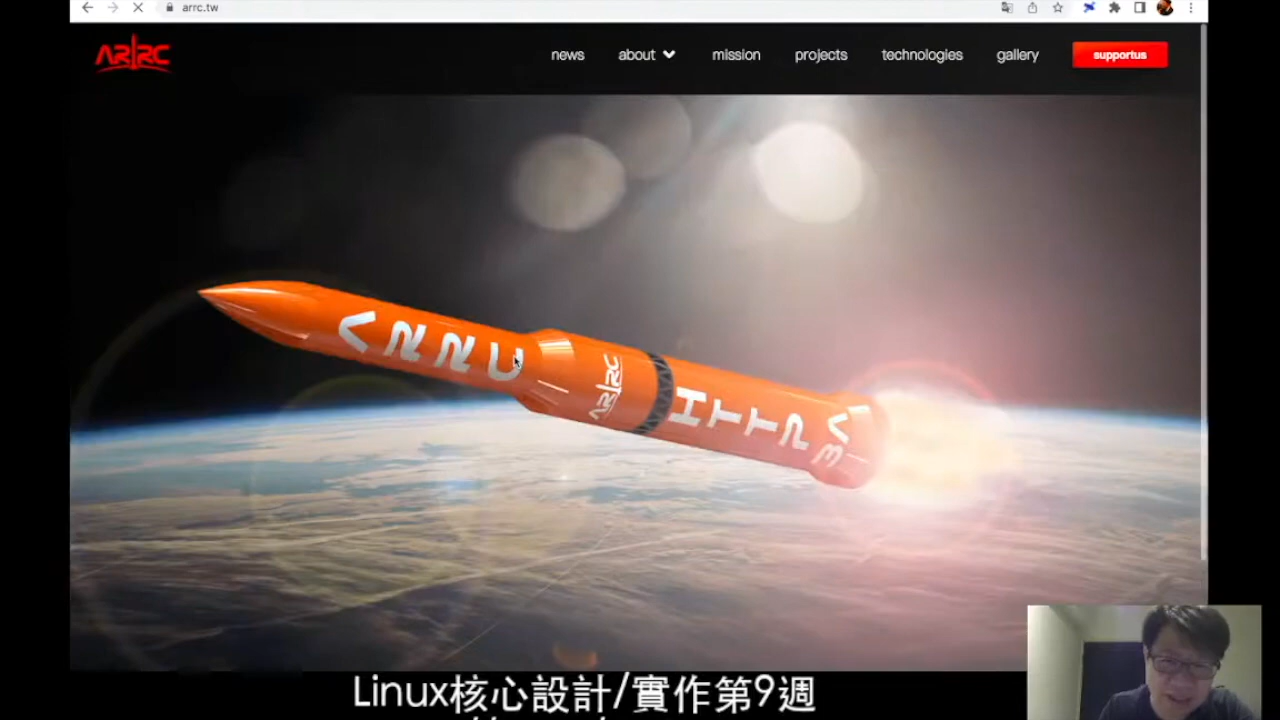 arrc.tw
ARRC
news
about
mission
projects
technologies
gallery
supportus
ARRC
ARRC
HTTP
3A
Linux核心設計/實作第9週